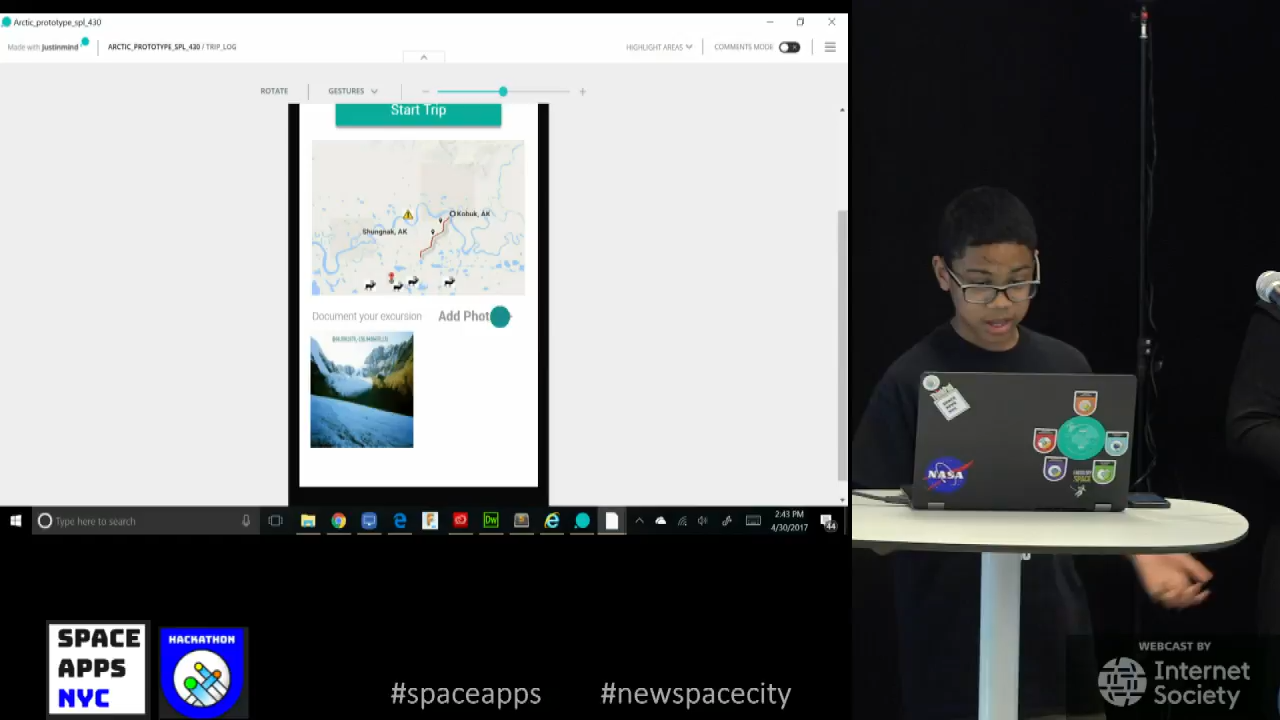 Arctic_prototype_spl_430
Made with Justinmind
ARCTIC_PROTOTYPE_SPL_430 / TRIP_LOG
HIGHLIGHT AREAS
COMMENTS MODE
ROTATE
GESTURES
Start Trip
Kobuk, AK
Shungnak, AK
Document your excursion
Add Phot
Type here to search
2:43 PM
4/30/2017
44
NASA
SPACE
APPS
NYC
HACKATHON
#spaceapps
#newspacecity
WEBCAST BY
Internet
Society